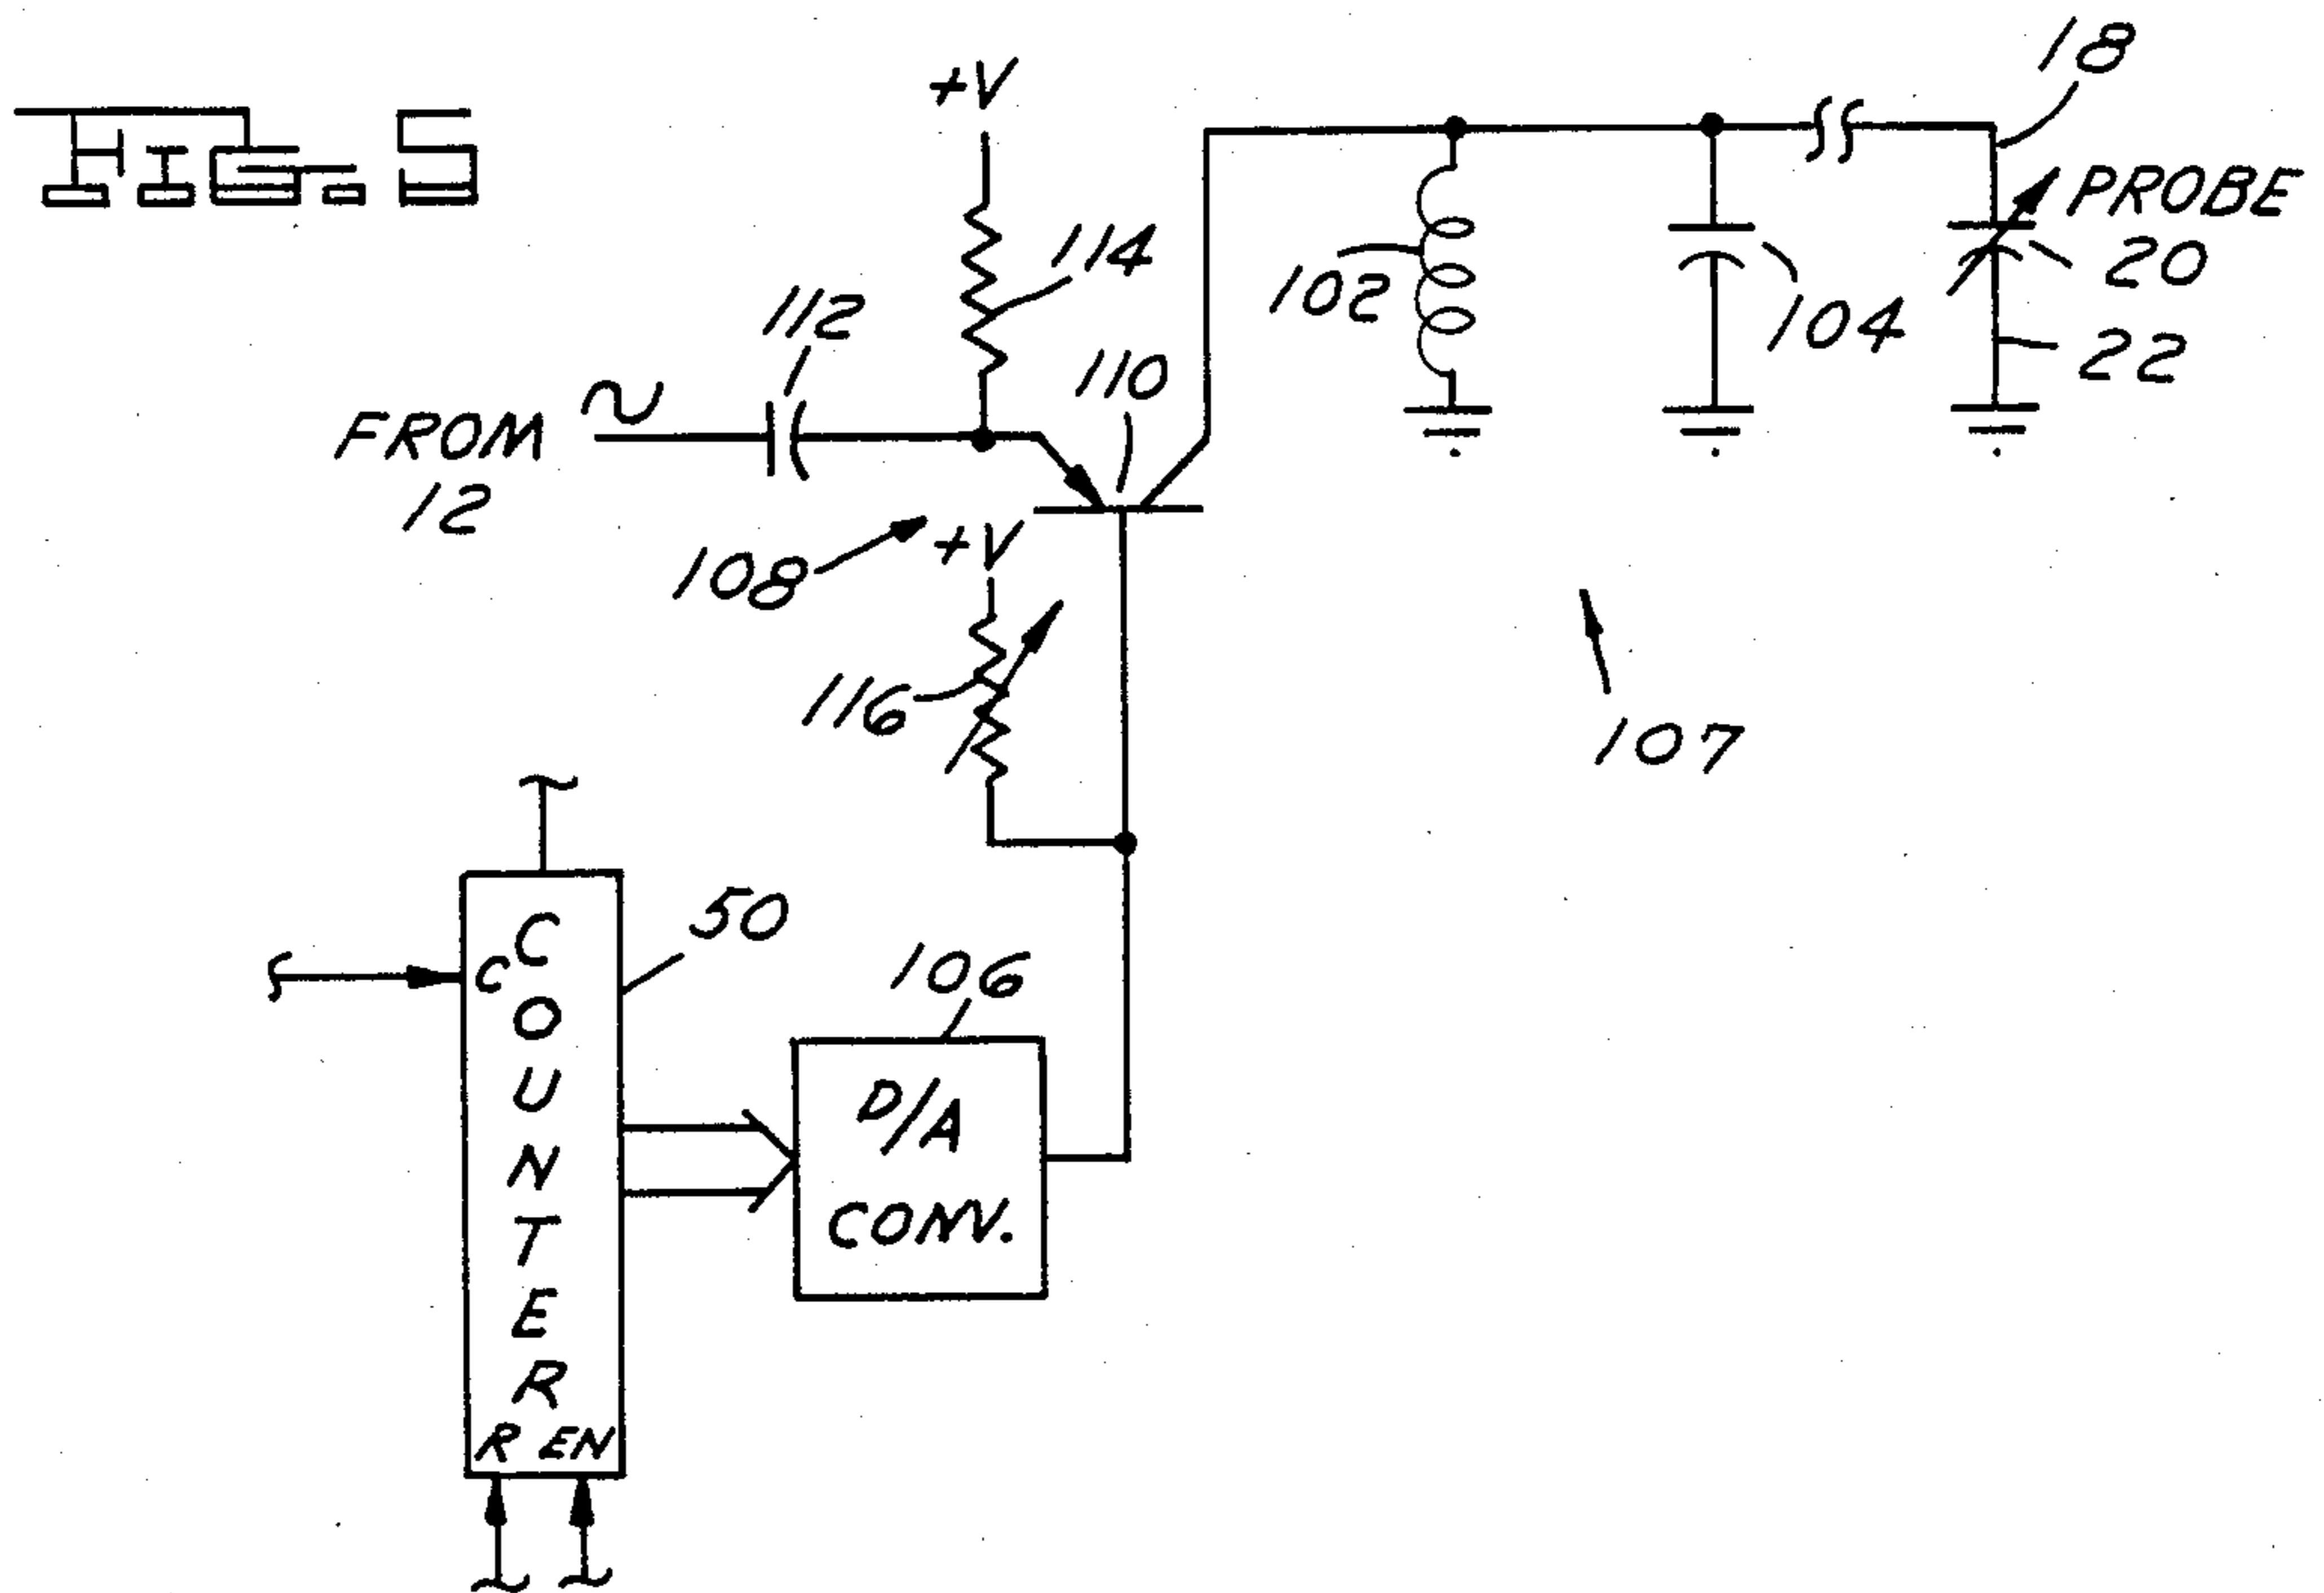 FIG. 5
+V
18
PROBE
20
22
114
102
104
112
110
FROM
12
108
+V
116
107
50
106
C
COUNTER
D/A
CONV.
R EN